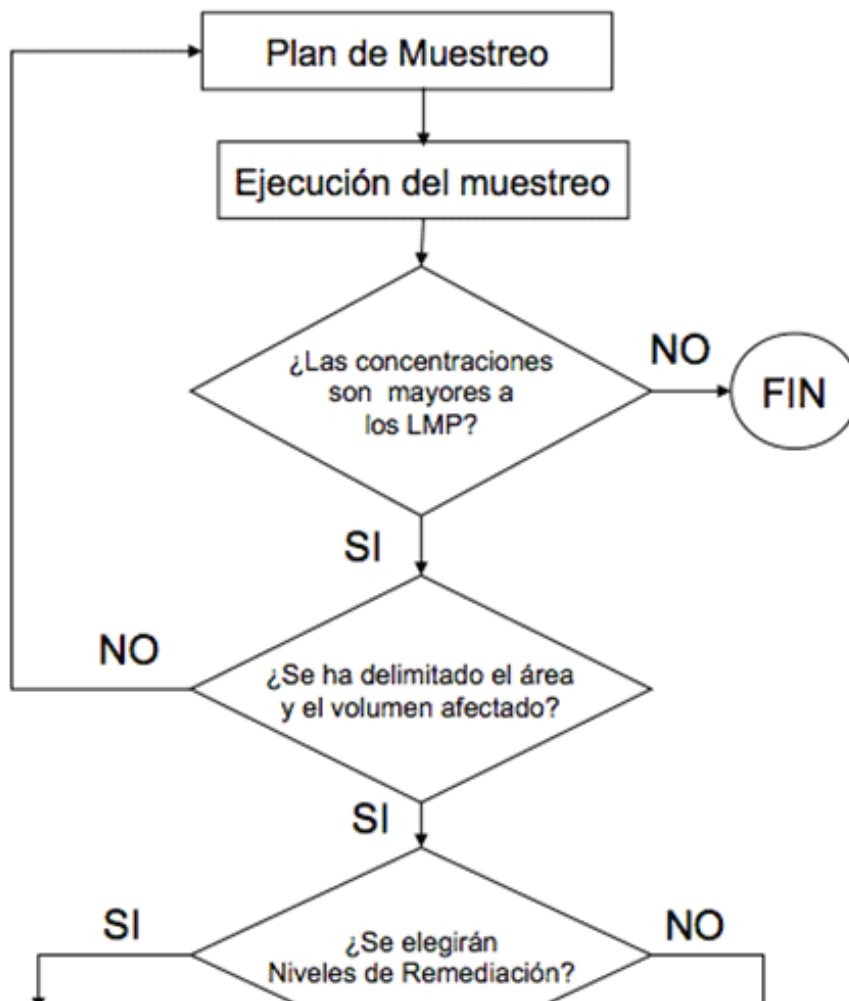 Plan de Muestreo
Ejecución del muestreo
¿Las concentraciones
son mayores a
los LMP?
NO
FIN
SI
NO
¿Se ha delimitado el área
y el volumen afectado?
SI
SI
¿Se elegirán
Niveles de Remediación?
NO